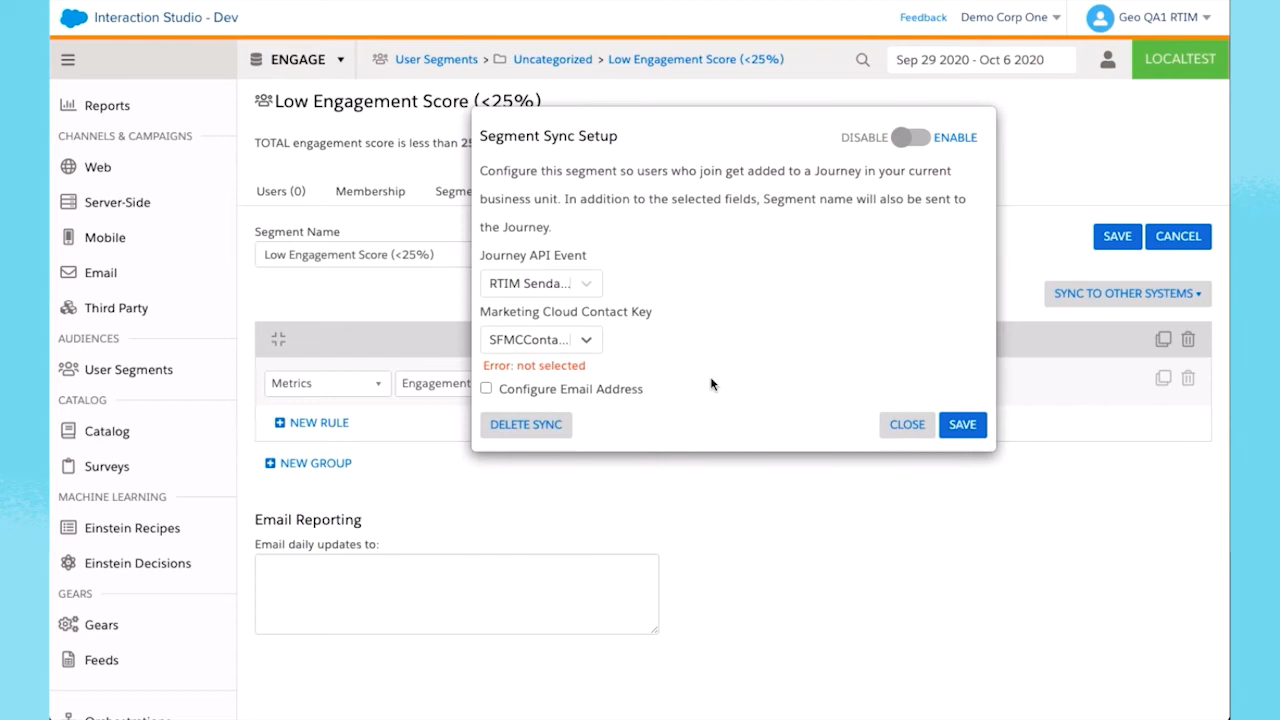 Interaction Studio - Dev
Feedback
Demo Corp One
Geo QA1 RTIM
ENGAGE
User Segments > Uncategorized > Low Engagement Score (<25%)
Sep 29 2020 - Oct 6 2020
LOCALTEST
Reports
CHANNELS & CAMPAIGNS
Web
Server-Side
Mobile
Email
Third Party
AUDIENCES
User Segments
CATALOG
Catalog
Surveys
MACHINE LEARNING
Einstein Recipes
Einstein Decisions
GEARS
Gears
Feeds
Low Engagement Score (<25%)
TOTAL engagement score is less than
Users (0)
Membership
Segme
Segment Name
Low Engagement Score (<25%)
SAVE
CANCEL
SYNC TO OTHER SYSTEMS
Metrics
Engagement
NEW RULE
NEW GROUP
Email Reporting
Email daily updates to:
Segment Sync Setup
DISABLE
ENABLE
Configure this segment so users who join get added to a Journey in your current
business unit. In addition to the selected fields, Segment name will also be sent to
the Journey.
Journey API Event
RTIM Senda...
Marketing Cloud Contact Key
SFMCConta...
Error: not selected
Configure Email Address
DELETE SYNC
CLOSE
SAVE